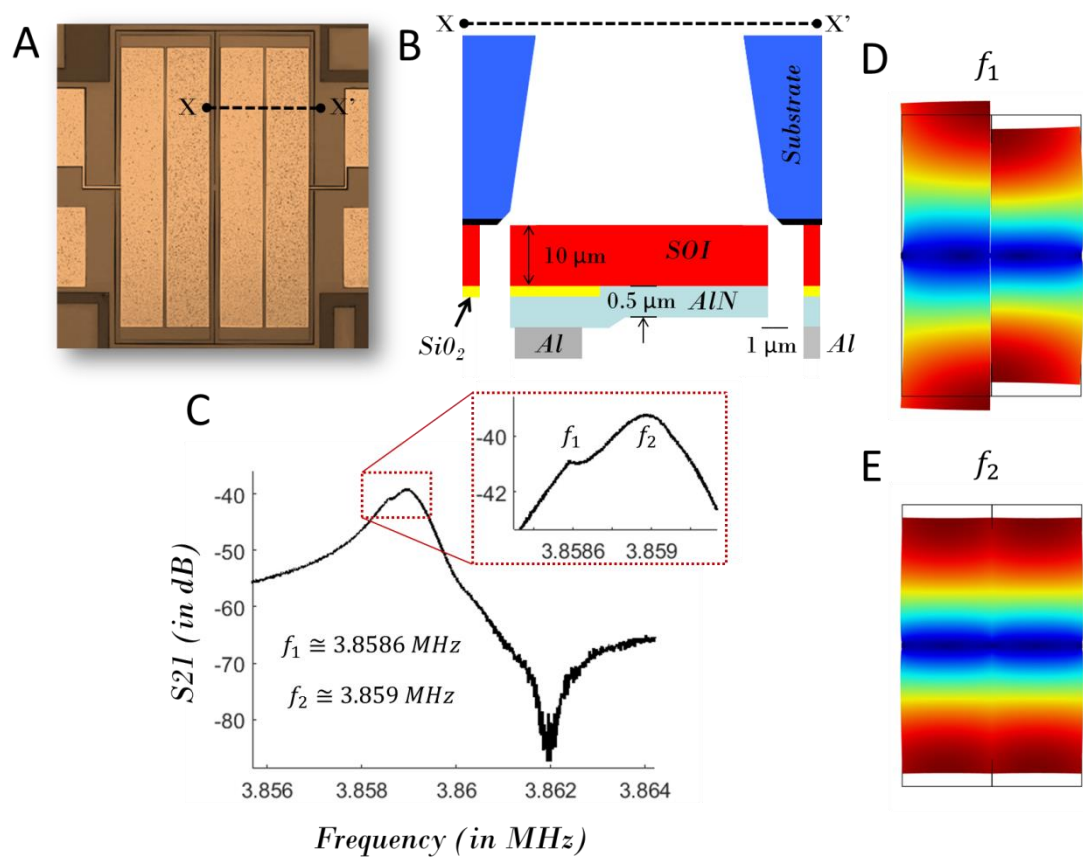 A
X
X'
B
X
X'
Substrate
10 μm
SOI
0.5 μm
AlN
SiO₂
Al
1 μm
Al
C
-40
-50
-60
-70
-80
S21 (in dB)
3.856
3.858
3.86
3.862
3.864
Frequency (in MHz)
f₁ ≅ 3.8586 MHz
f₂ ≅ 3.859 MHz
-40
-42
f₁
f₂
3.8586
3.859
D
f₁
E
f₂